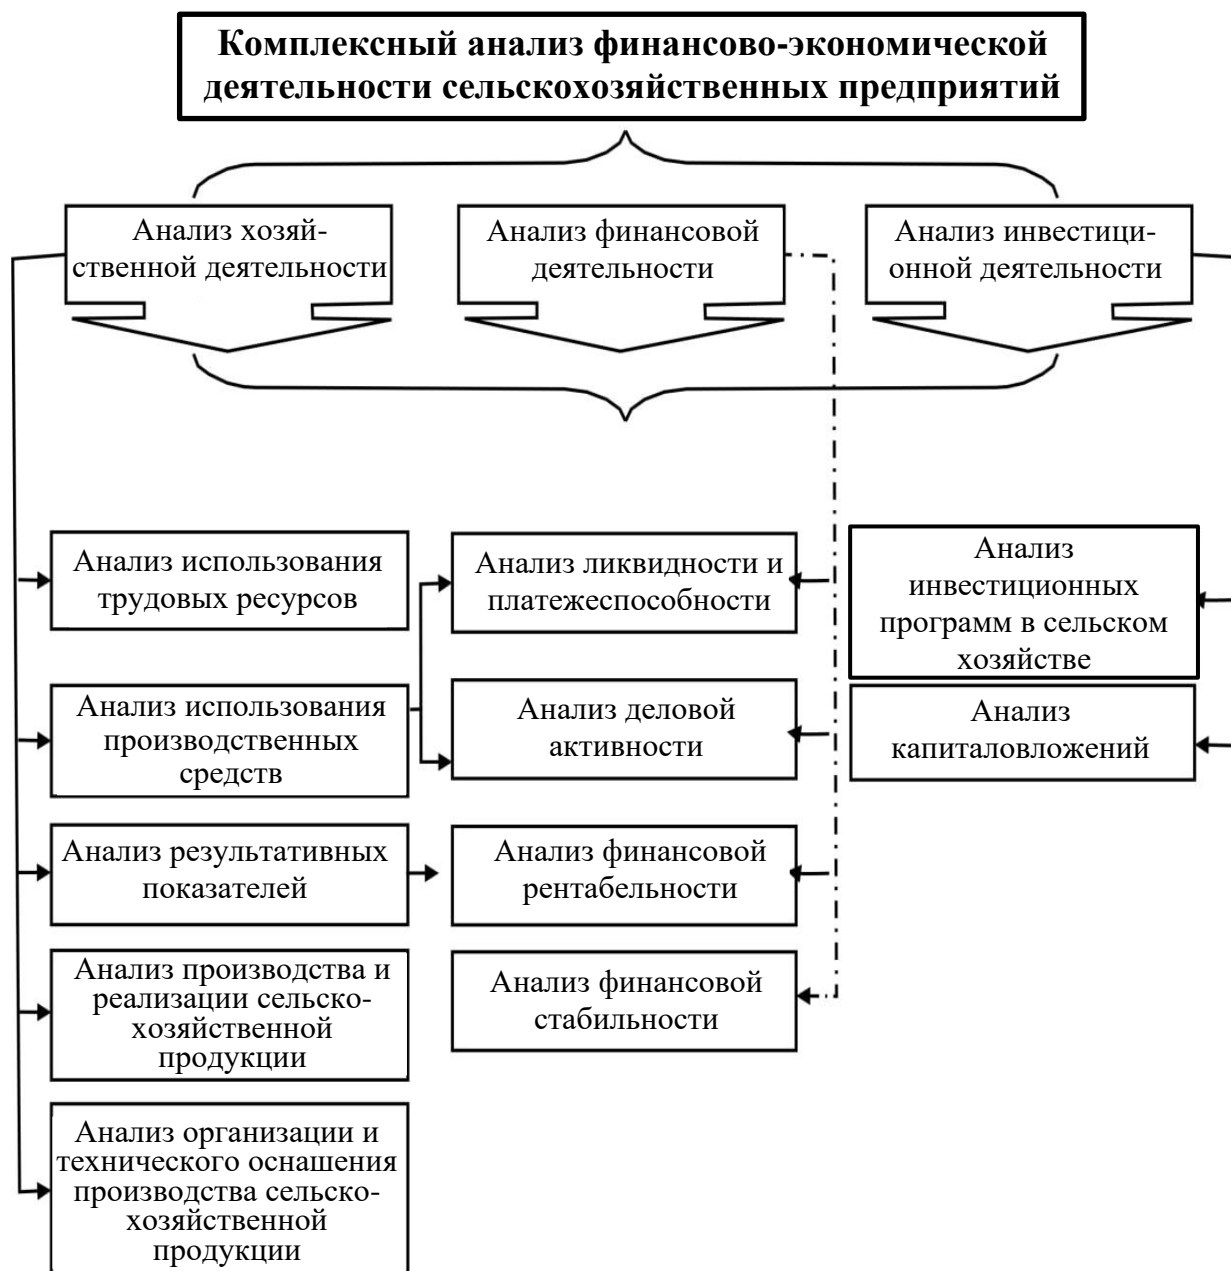 Комплексный анализ финансово-экономической
деятельности сельскохозяйственных предприятий
Анализ хозяй-
ственной деятельности
Анализ финансовой
деятельности
Анализ инвестици-
онной деятельности
Анализ использования
трудовых ресурсов
Анализ ликвидности и
платежеспособности
Анализ
инвестиционных
программ в сельском
хозяйстве
Анализ использования
производственных
средств
Анализ деловой
активности
Анализ
капиталовложений
Анализ результативных
показателей
Анализ финансовой
рентабельности
Анализ производства и
реализации сельско-
хозяйственной
продукции
Анализ финансовой
стабильности
Анализ организации и
технического оснашения
производства сельско-
хозяйственной
продукции